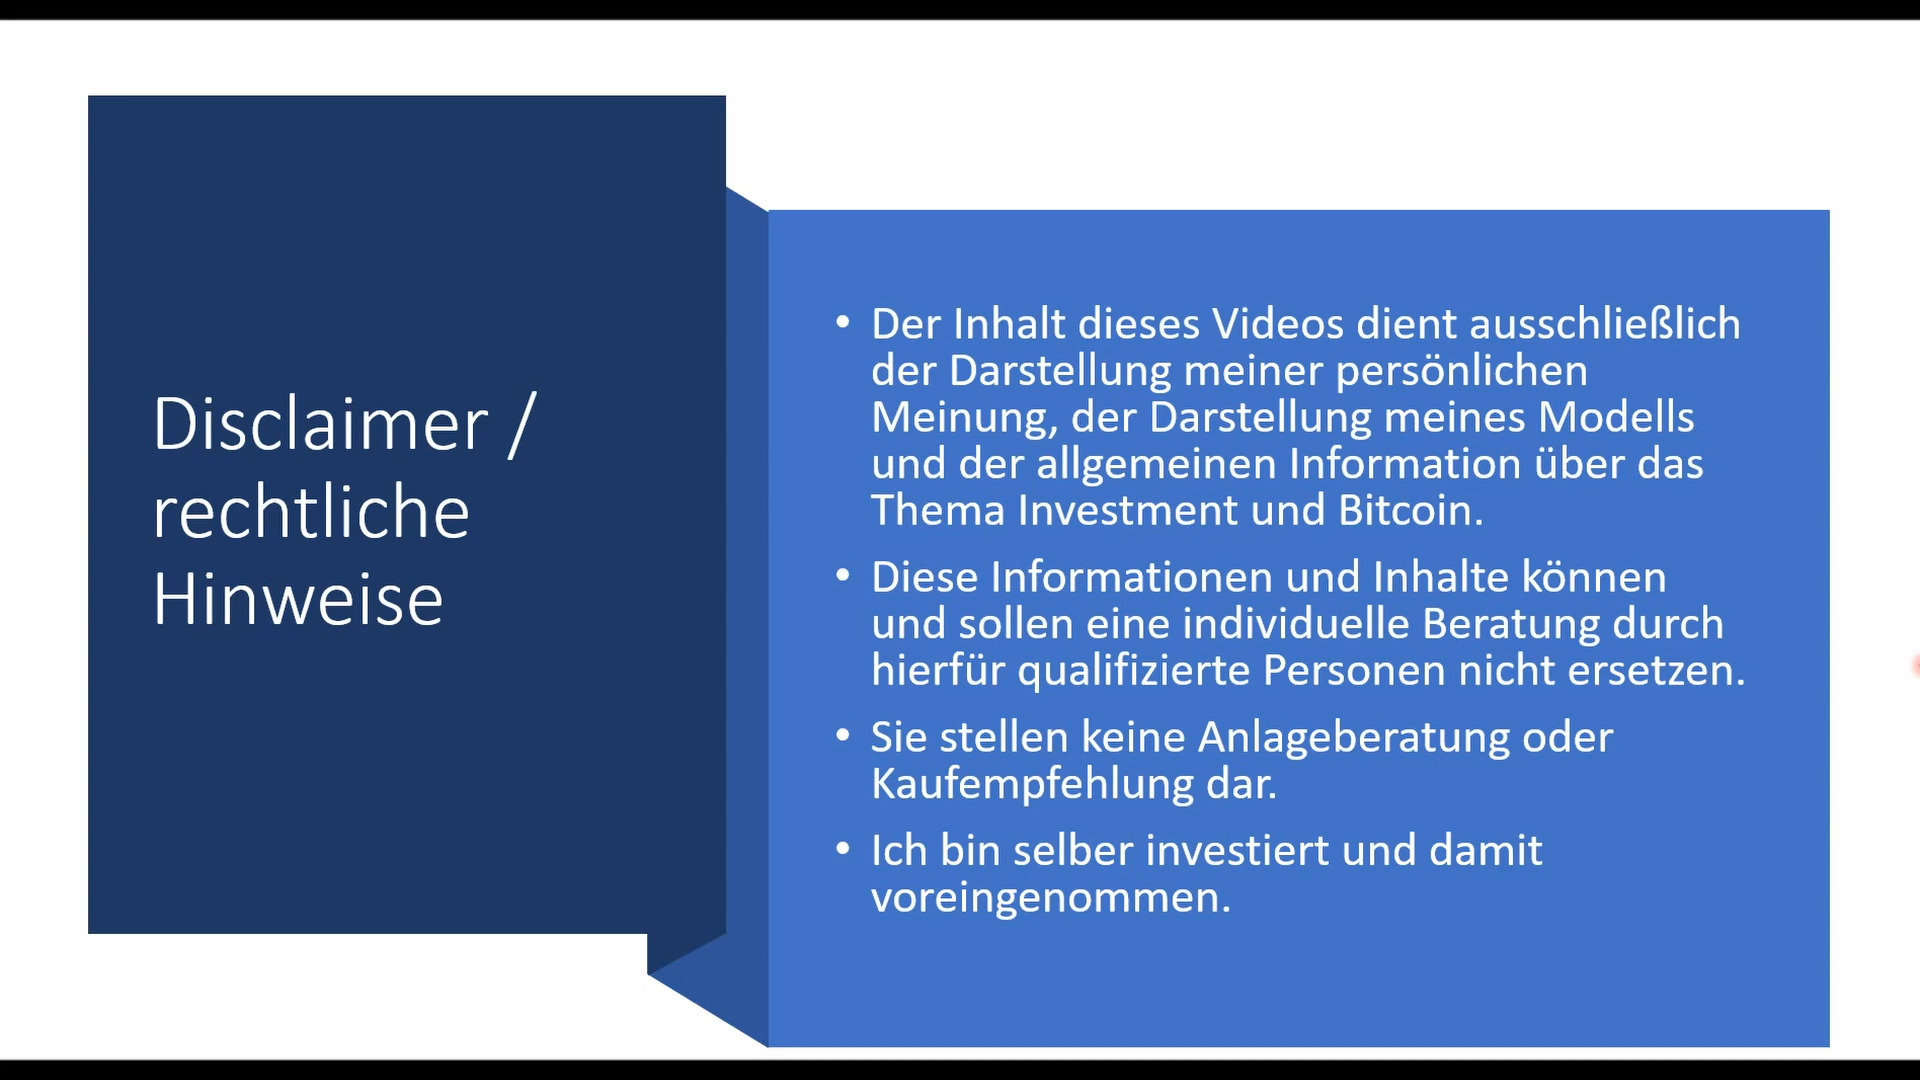 Disclaimer /
rechtliche
Hinweise
• Der Inhalt dieses Videos dient ausschließlich
der Darstellung meiner persönlichen
Meinung, der Darstellung meines Modells
und der allgemeinen Information über das
Thema Investment und Bitcoin.
• Diese Informationen und Inhalte können
und sollen eine individuelle Beratung durch
hierfür qualifizierte Personen nicht ersetzen.
• Sie stellen keine Anlageberatung oder
Kaufempfehlung dar.
• Ich bin selber investiert und damit
voreingenommen.